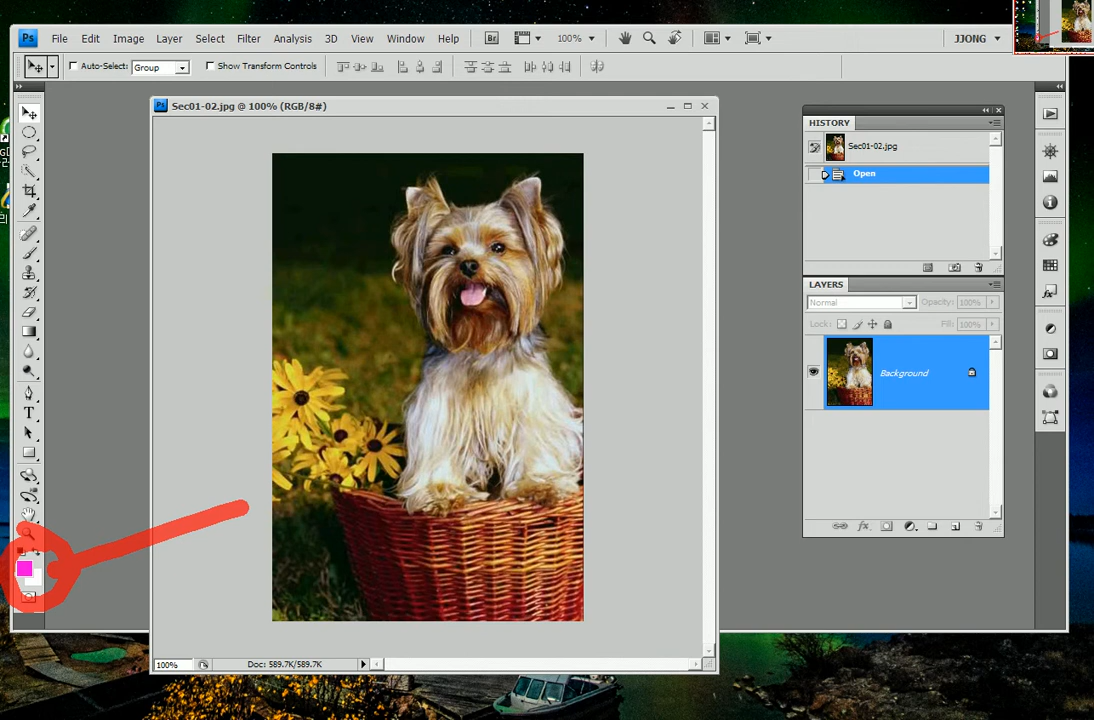 Ps File Edit Image Layer Select Filter Analysis 3D View Window Help Br 100% JJONG
Auto-Select: Group Show Transform Controls
Ps Sec01-02.jpg @ 100% (RGB/8#)
HISTORY
Sec01-02.jpg
Open
LAYERS
Normal Opacity: 100%
Lock: Fill: 100%
Background
fx
T
100% Doc: 589.7K/589.7K